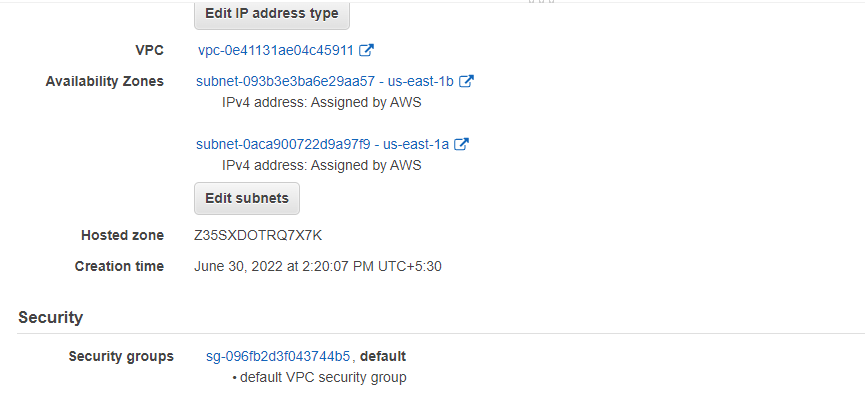 Edit IP address type
VPC vpc-0e41131ae04c45911
Availability Zones subnet-093b3e3ba6e29aa57 - us-east-1b
IPv4 address: Assigned by AWS
subnet-0aca900722d9a97f9 - us-east-1a
IPv4 address: Assigned by AWS
Edit subnets
Hosted zone Z35SXDOTRQ7X7K
Creation time June 30, 2022 at 2:20:07 PM UTC+5:30
Security
Security groups sg-096fb2d3f043744b5, default
• default VPC security group